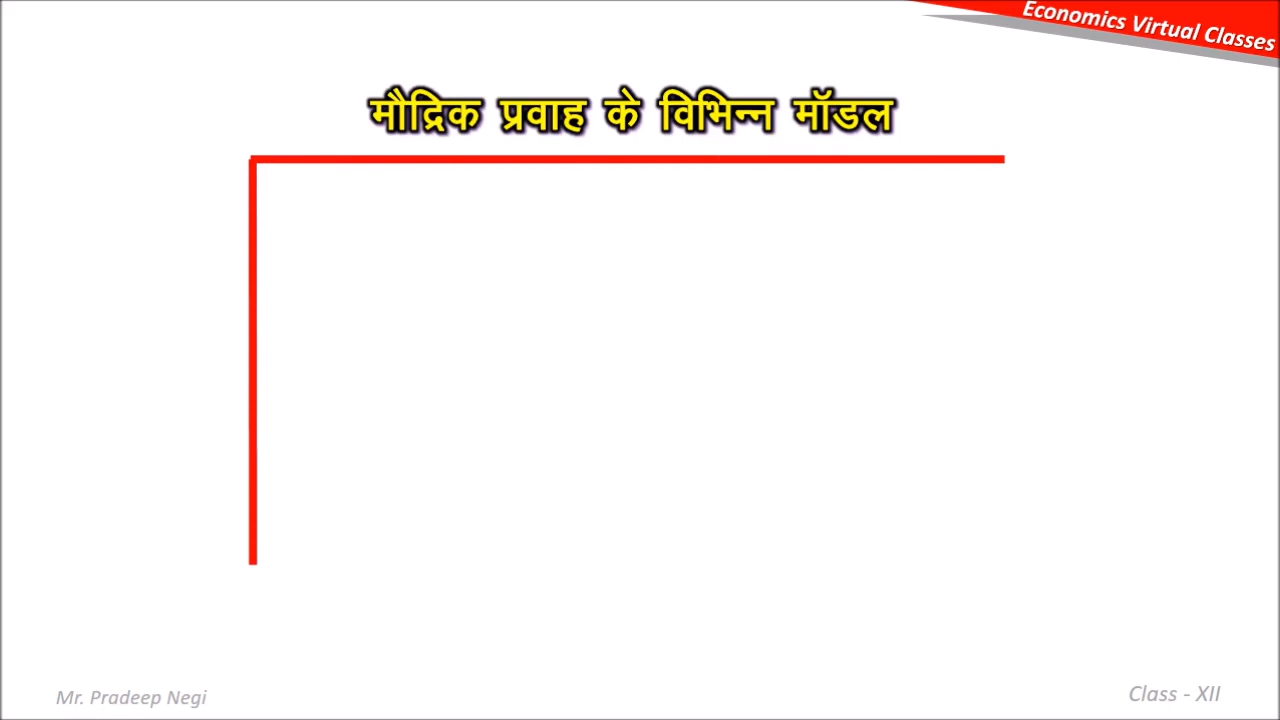 Economics Virtual Classes
मौद्रिक प्रवाह के विभिन्न मॉडल
Mr. Pradeep Negi
Class - XII